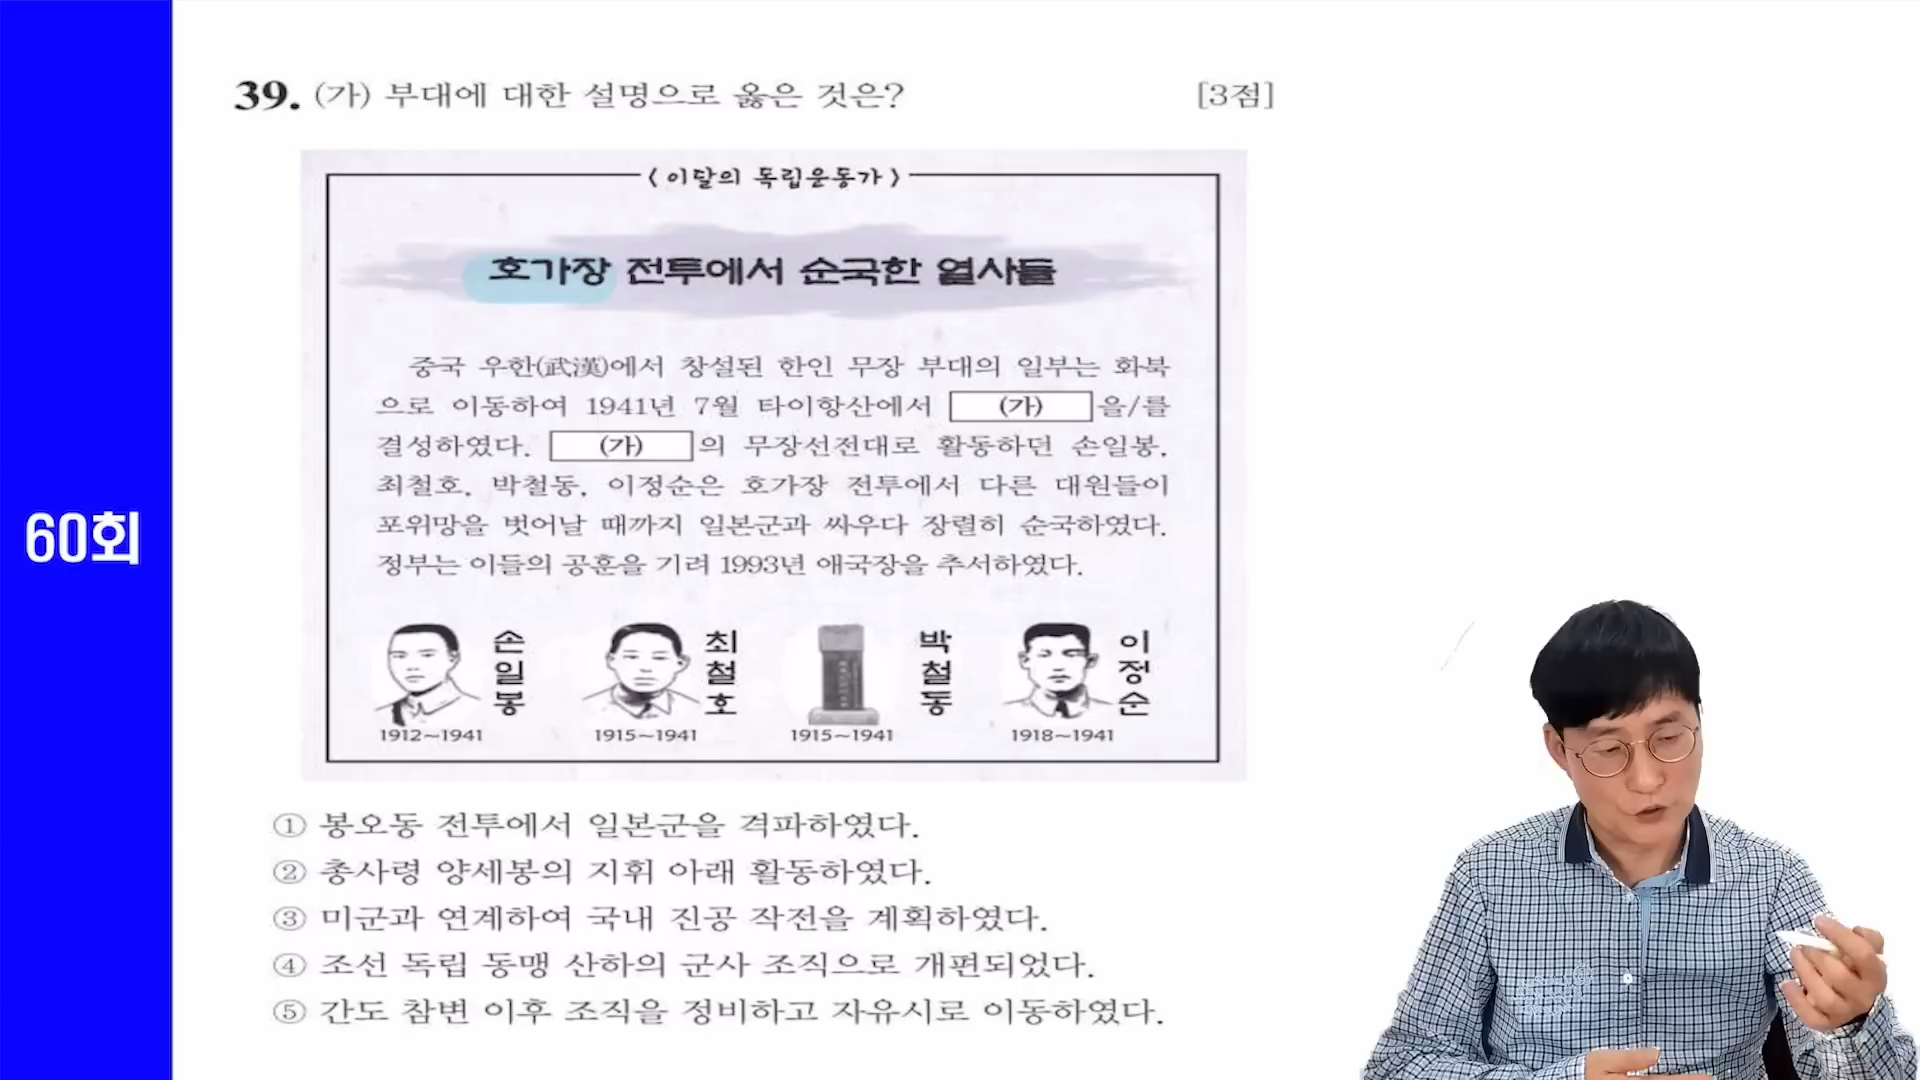 60회
39. (가) 부대에 대한 설명으로 옳은 것은? [3점]
<이달의 독립운동가>
호가장 전투에서 순국한 열사들
중국 우한(武漢)에서 창설된 한인 무장 부대의 일부는 화북
으로 이동하여 1941년 7월 타이항산에서 (가) 을/를
결성하였다. (가) 의 무장선전대로 활동하던 손일봉,
최철호, 박철동, 이정순은 호가장 전투에서 다른 대원들이
포위망을 벗어날 때까지 일본군과 싸우다 장렬히 순국하였다.
정부는 이들의 공훈을 기려 1993년 애국장을 추서하였다.
손일봉
1912~1941
최철호
1915~1941
박철동
1915~1941
이정순
1918~1941
① 봉오동 전투에서 일본군을 격파하였다.
② 총사령 양세봉의 지휘 아래 활동하였다.
③ 미군과 연계하여 국내 진공 작전을 계획하였다.
④ 조선 독립 동맹 산하의 군사 조직으로 개편되었다.
⑤ 간도 참변 이후 조직을 정비하고 자유시로 이동하였다.